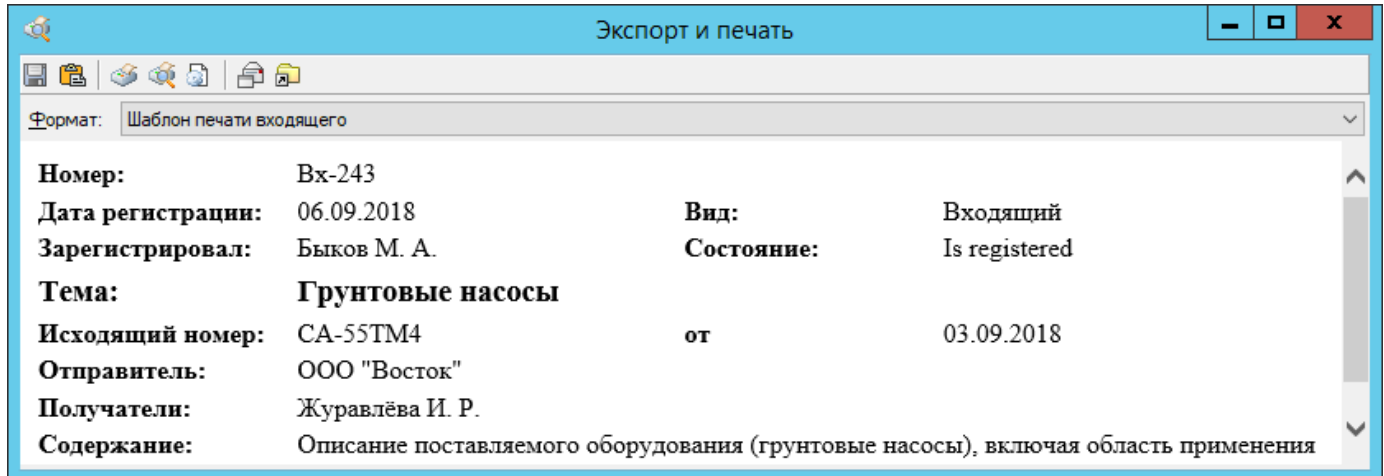 Экспорт и печать
Формат: Шаблон печати входящего
Номер: Вх-243
Дата регистрации: 06.09.2018 Вид: Входящий
Зарегистрировал: Быков М. А. Состояние: Is registered
Тема: Грунтовые насосы
Исходящий номер: СА-55ТМ4 от 03.09.2018
Отправитель: ООО "Восток"
Получатели: Журавлёва И. Р.
Содержание: Описание поставляемого оборудования (грунтовые насосы), включая область применения